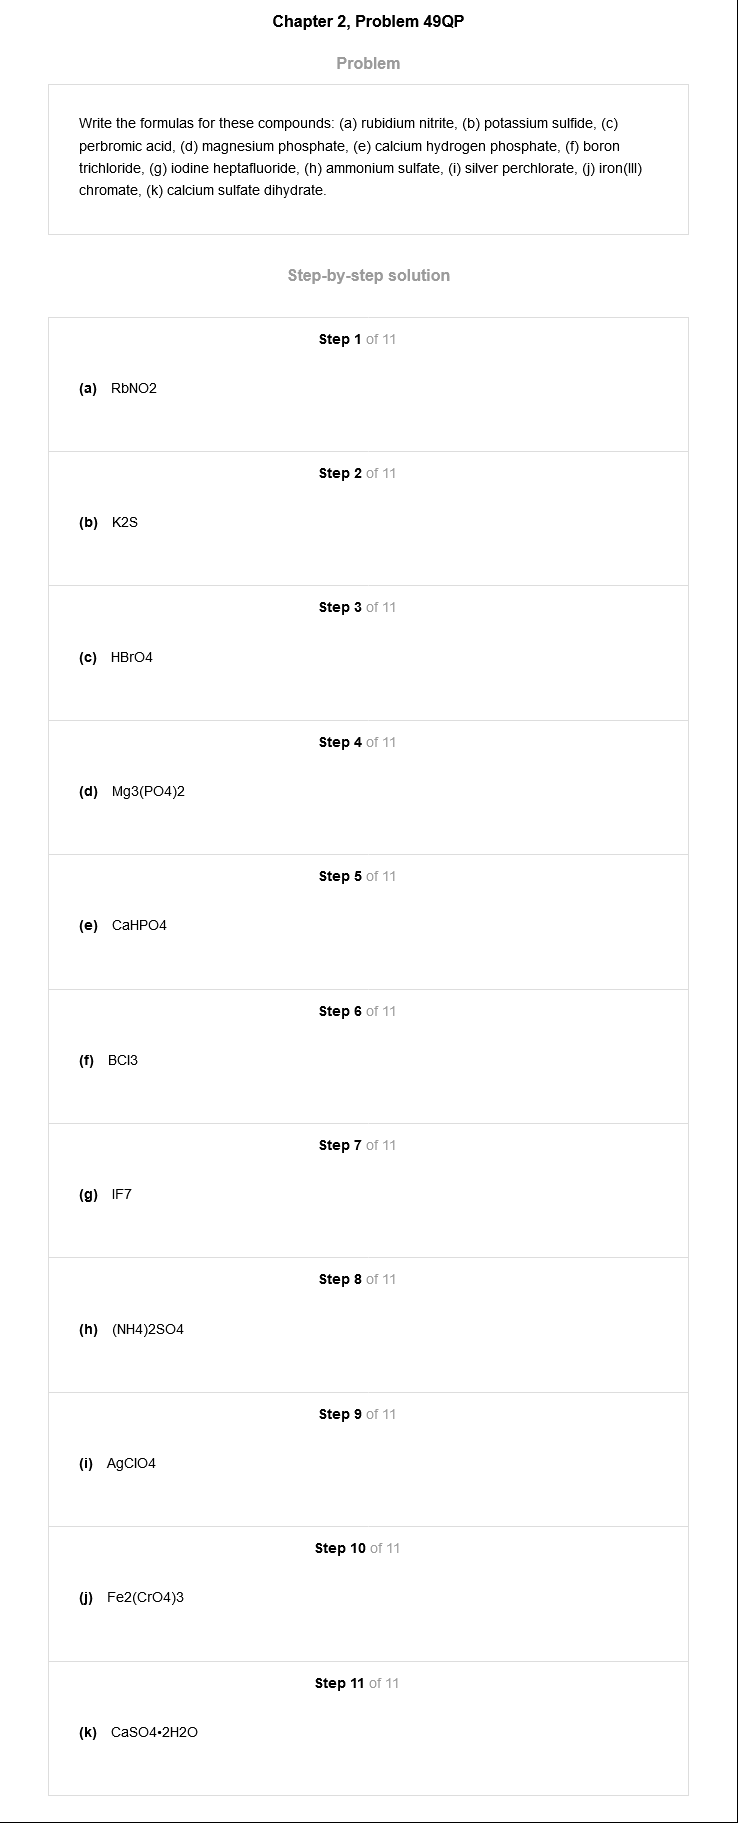 Chapter 2, Problem 49QP
Problem
Write the formulas for these compounds: (a) rubidium nitrite, (b) potassium sulfide, (c)
perbromic acid, (d) magnesium phosphate, (e) calcium hydrogen phosphate, (f) boron
trichloride, (g) iodine heptafluoride, (h) ammonium sulfate, (i) silver perchlorate, (j) iron(III)
chromate, (k) calcium sulfate dihydrate.
Step-by-step solution
Step 1 of 11
(a) RbNO2
Step 2 of 11
(b) K2S
Step 3 of 11
(c) HBrO4
Step 4 of 11
(d) Mg3(PO4)2
Step 5 of 11
(e) CaHPO4
Step 6 of 11
(f) BCl3
Step 7 of 11
(g) IF7
Step 8 of 11
(h) (NH4)2SO4
Step 9 of 11
(i) AgClO4
Step 10 of 11
(j) Fe2(CrO4)3
Step 11 of 11
(k) CaSO4•2H2O